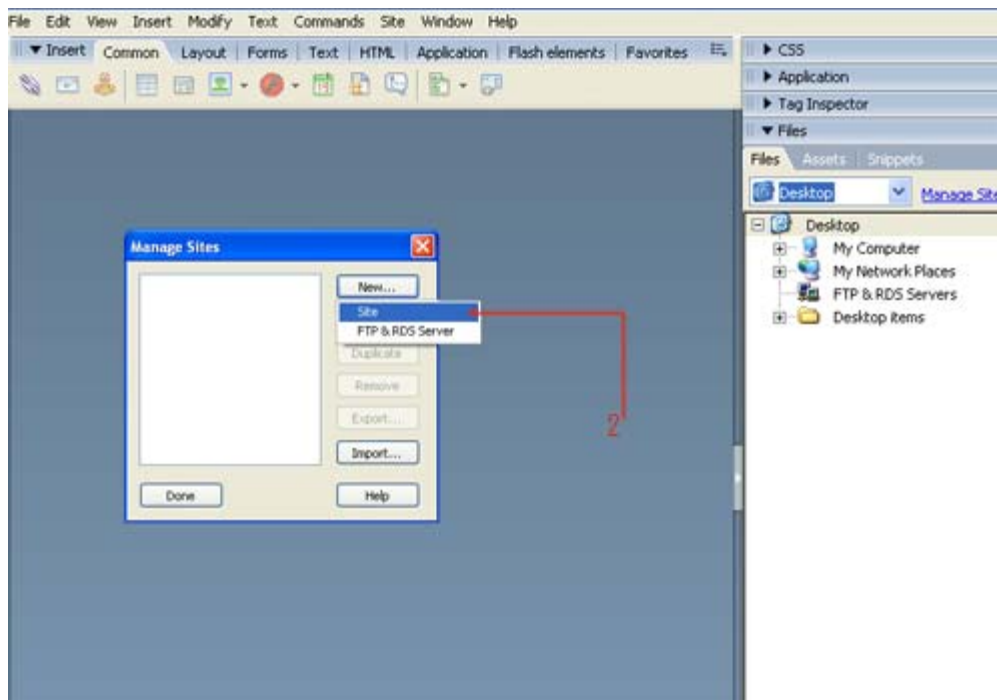 File Edit View Insert Modify Text Commands Site Window Help
Insert Common Layout Forms Text HTML Application Flash elements Favorites
CSS
Application
Tag Inspector
Files
Files Assets Snippets
Desktop Manage Site
Desktop
My Computer
My Network Places
FTP & RDS Servers
Desktop items
Manage Sites
New...
Site
FTP & RDS Server
Duplicate
Remove
Export...
Import...
Done Help
2